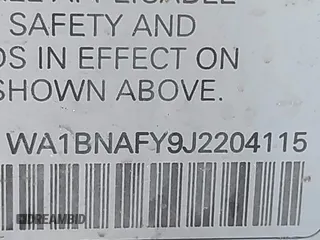 SAFETY AND
DS IN EFFECT ON
SHOWN ABOVE.
WA1BNAFY9J2204115
DREAMBID